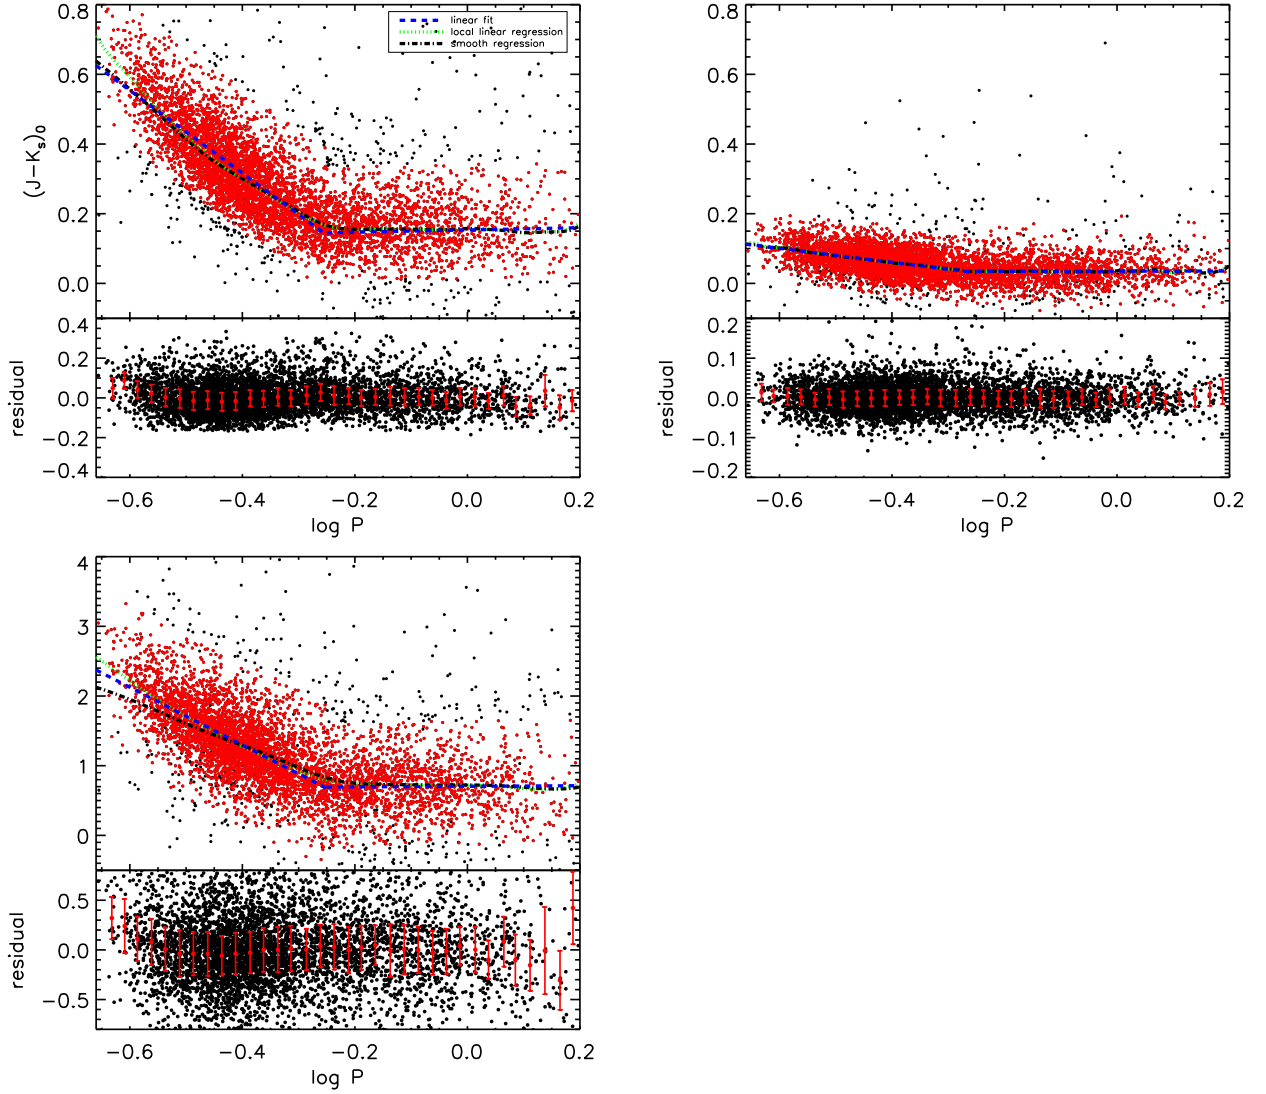 0.8
0.6
0.4
0.2
0.0
(J−Ks)0
linear fit
local linear regression
smooth regression
0.4
0.2
0.0
−0.2
−0.4
residual
−0.6 −0.4 −0.2 0.0 0.2
log P
0.8
0.6
0.4
0.2
0.0
0.2
0.1
0.0
−0.1
−0.2
residual
−0.6 −0.4 −0.2 0.0 0.2
log P
4
3
2
1
0
0.5
0.0
−0.5
residual
−0.6 −0.4 −0.2 0.0 0.2
log P